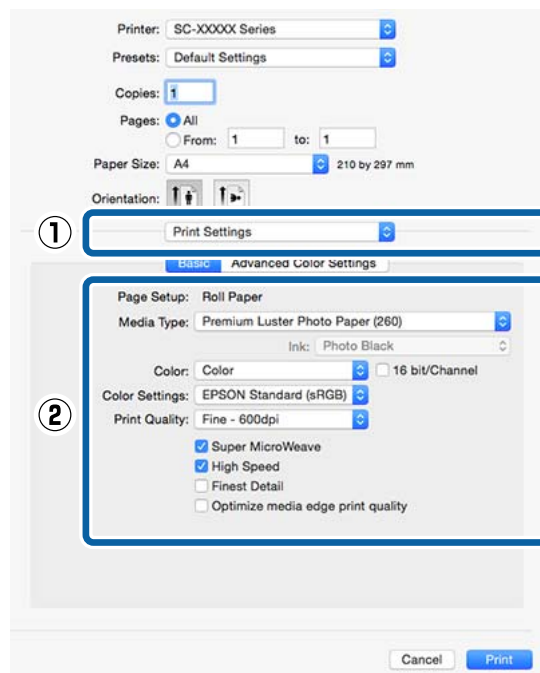 Printer: SC-XXXXX Series
Presets: Default Settings
Copies: 1
Pages: All
From: 1 to: 1
Paper Size: A4 210 by 297 mm
Orientation:
1 Print Settings
Basic Advanced Color Settings
Page Setup: Roll Paper
Media Type: Premium Luster Photo Paper (260)
Ink: Photo Black
Color: Color 16 bit/Channel
Color Settings: EPSON Standard (sRGB)
2 Print Quality: Fine - 600dpi
Super MicroWeave
High Speed
Finest Detail
Optimize media edge print quality
Cancel Print